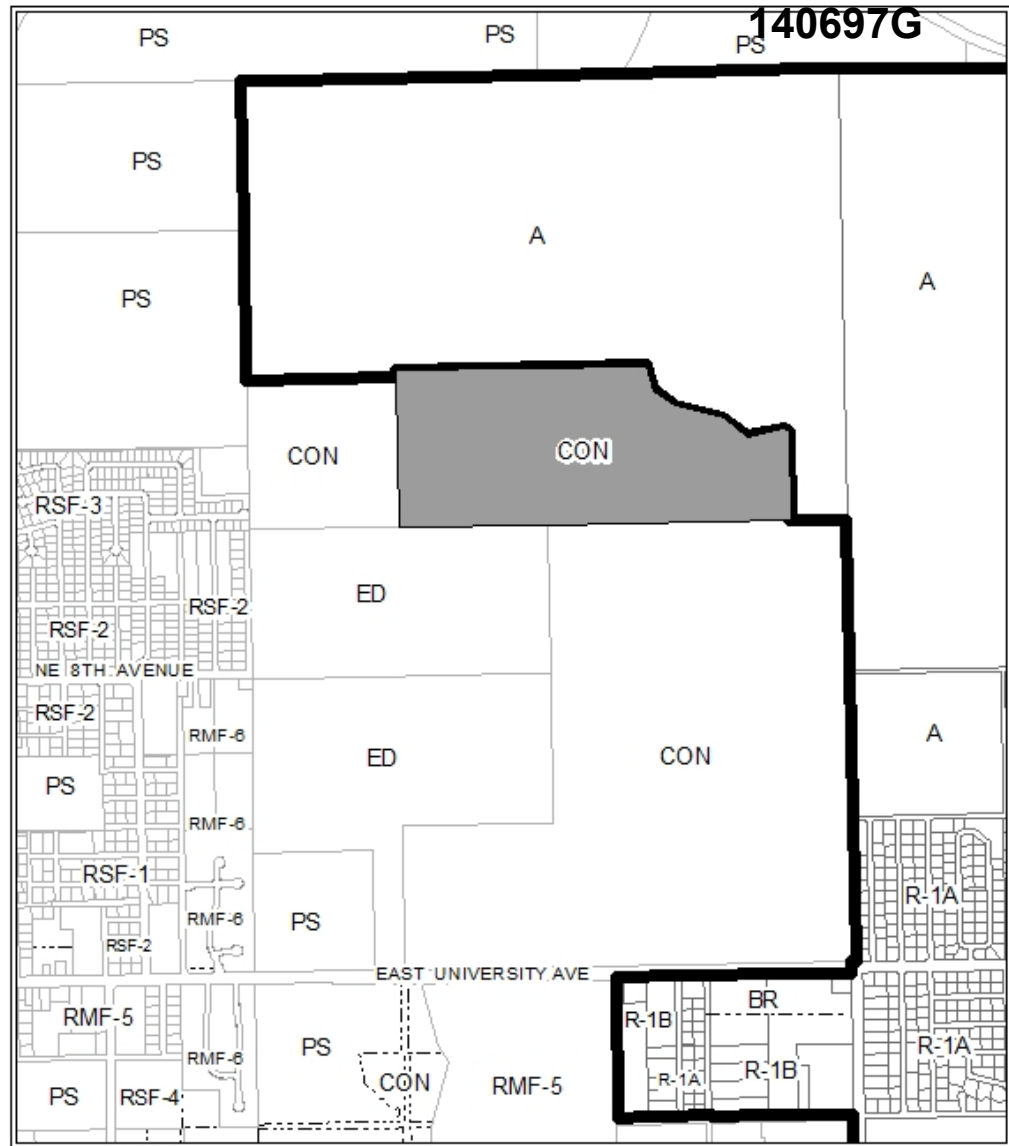 140697G
PS
PS
PS
PS
A
A
PS
CON
CON
RSF-3
ED
RSF-2
RSF-2
NE 8TH AVENUE
RSF-2
RMF-6
A
ED
CON
PS
RMF-6
RSF-1
R-1A
RMF-6
PS
RSF-2
EAST UNIVERSITY AVE
BR
RMF-5
R-1B
PS
R-1A
RMF-6
R-1B
R-1A
CON
RMF-5
PS
RSF-4